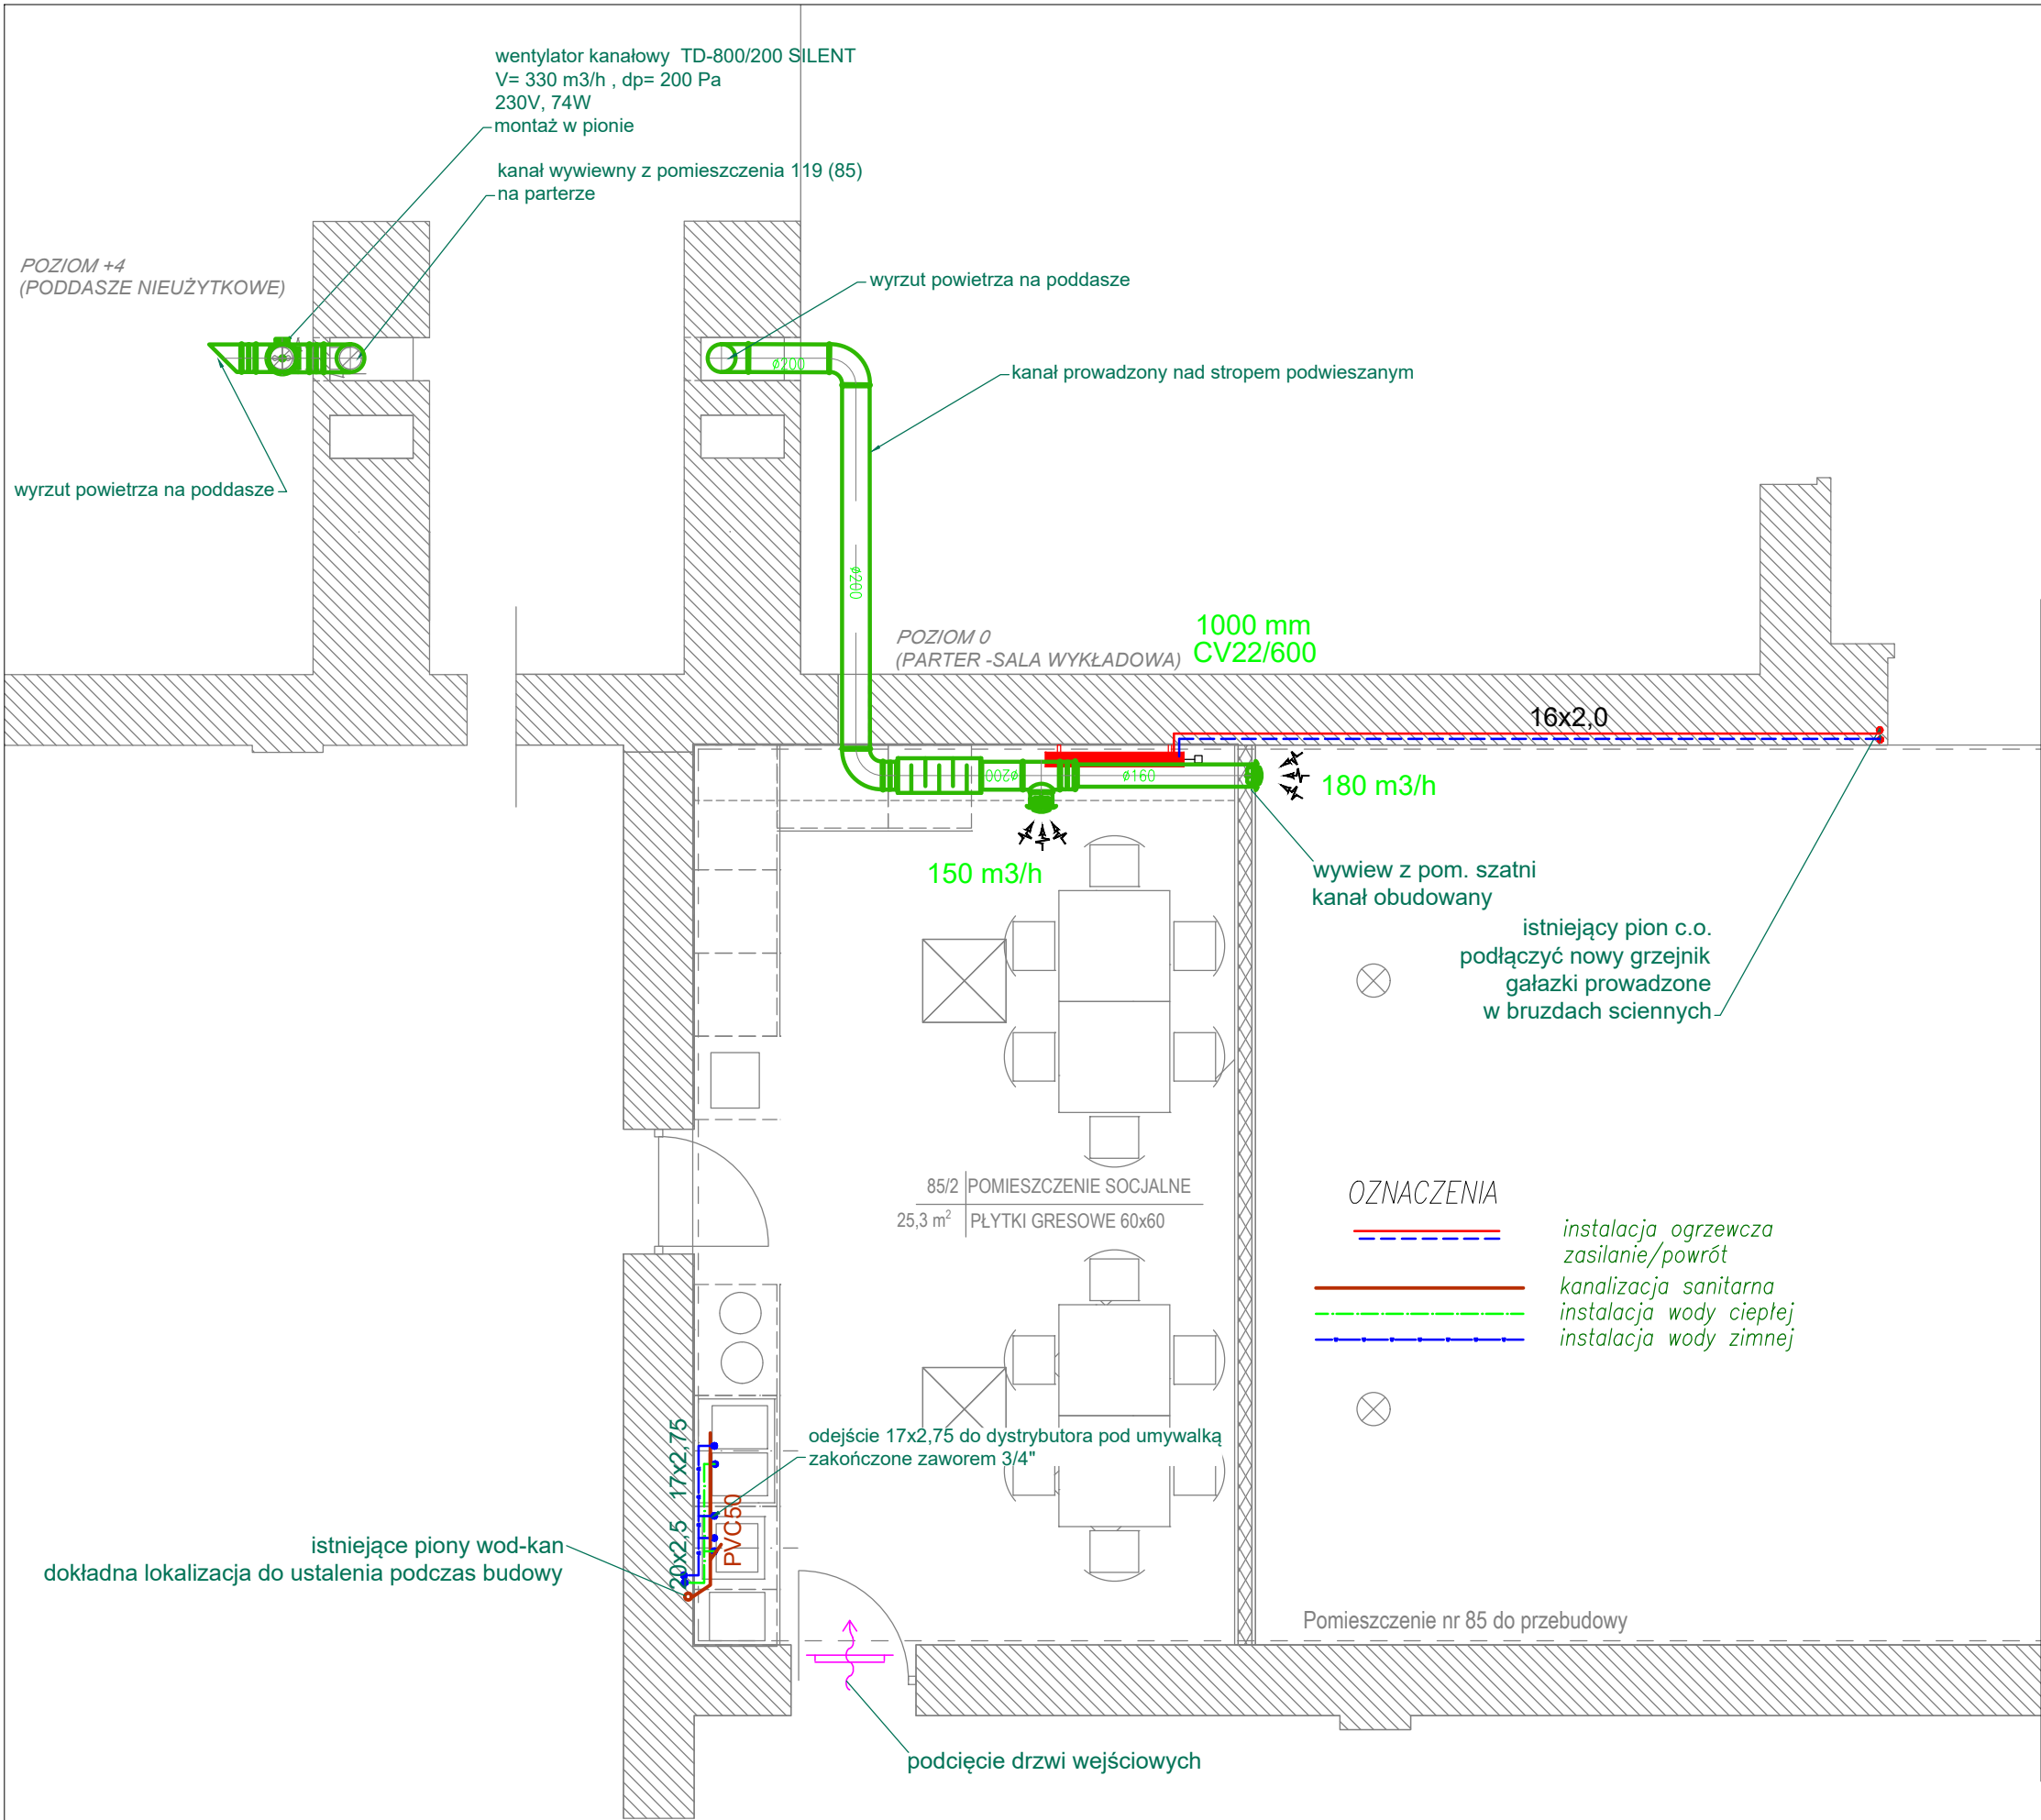 wentylator kanałowy  TD-800/200 SILENT
V= 330 m3/h , dp= 200 Pa
230V, 74W
montaż w pionie
kanał wywiewny z pomieszczenia 119 (85)
na parterze
POZIOM +4
(PODDASZE NIEUŻYTKOWE)
wyrzut powietrza na poddasze
wyrzut powietrza na poddasze
ø200
kanał prowadzony nad stropem podwieszanym
ø200
POZIOM 0
(PARTER -SALA WYKŁADOWA)
1000 mm
CV22/600
16x2,0
ø200
ø160
180 m3/h
150 m3/h
wywiew z pom. szatni
kanał obudowany
istniejący pion c.o.
podłączyć nowy grzejnik
gałazki prowadzone
w bruzdach sciennych
85/2 POMIESZCZENIE SOCJALNE
25,3 m² PŁYTKI GRESOWE 60x60
OZNACZENIA
instalacja ogrzewcza
zasilanie/powrót
kanalizacja sanitarna
instalacja wody ciepłej
instalacja wody zimnej
odejście 17x2,75 do dystrybutora pod umywalką
zakończone zaworem 3/4"
17x2,75
20x2,5
PVC50
istniejące piony wod-kan
dokładna lokalizacja do ustalenia podczas budowy
Pomieszczenie nr 85 do przebudowy
podcięcie drzwi wejściowych